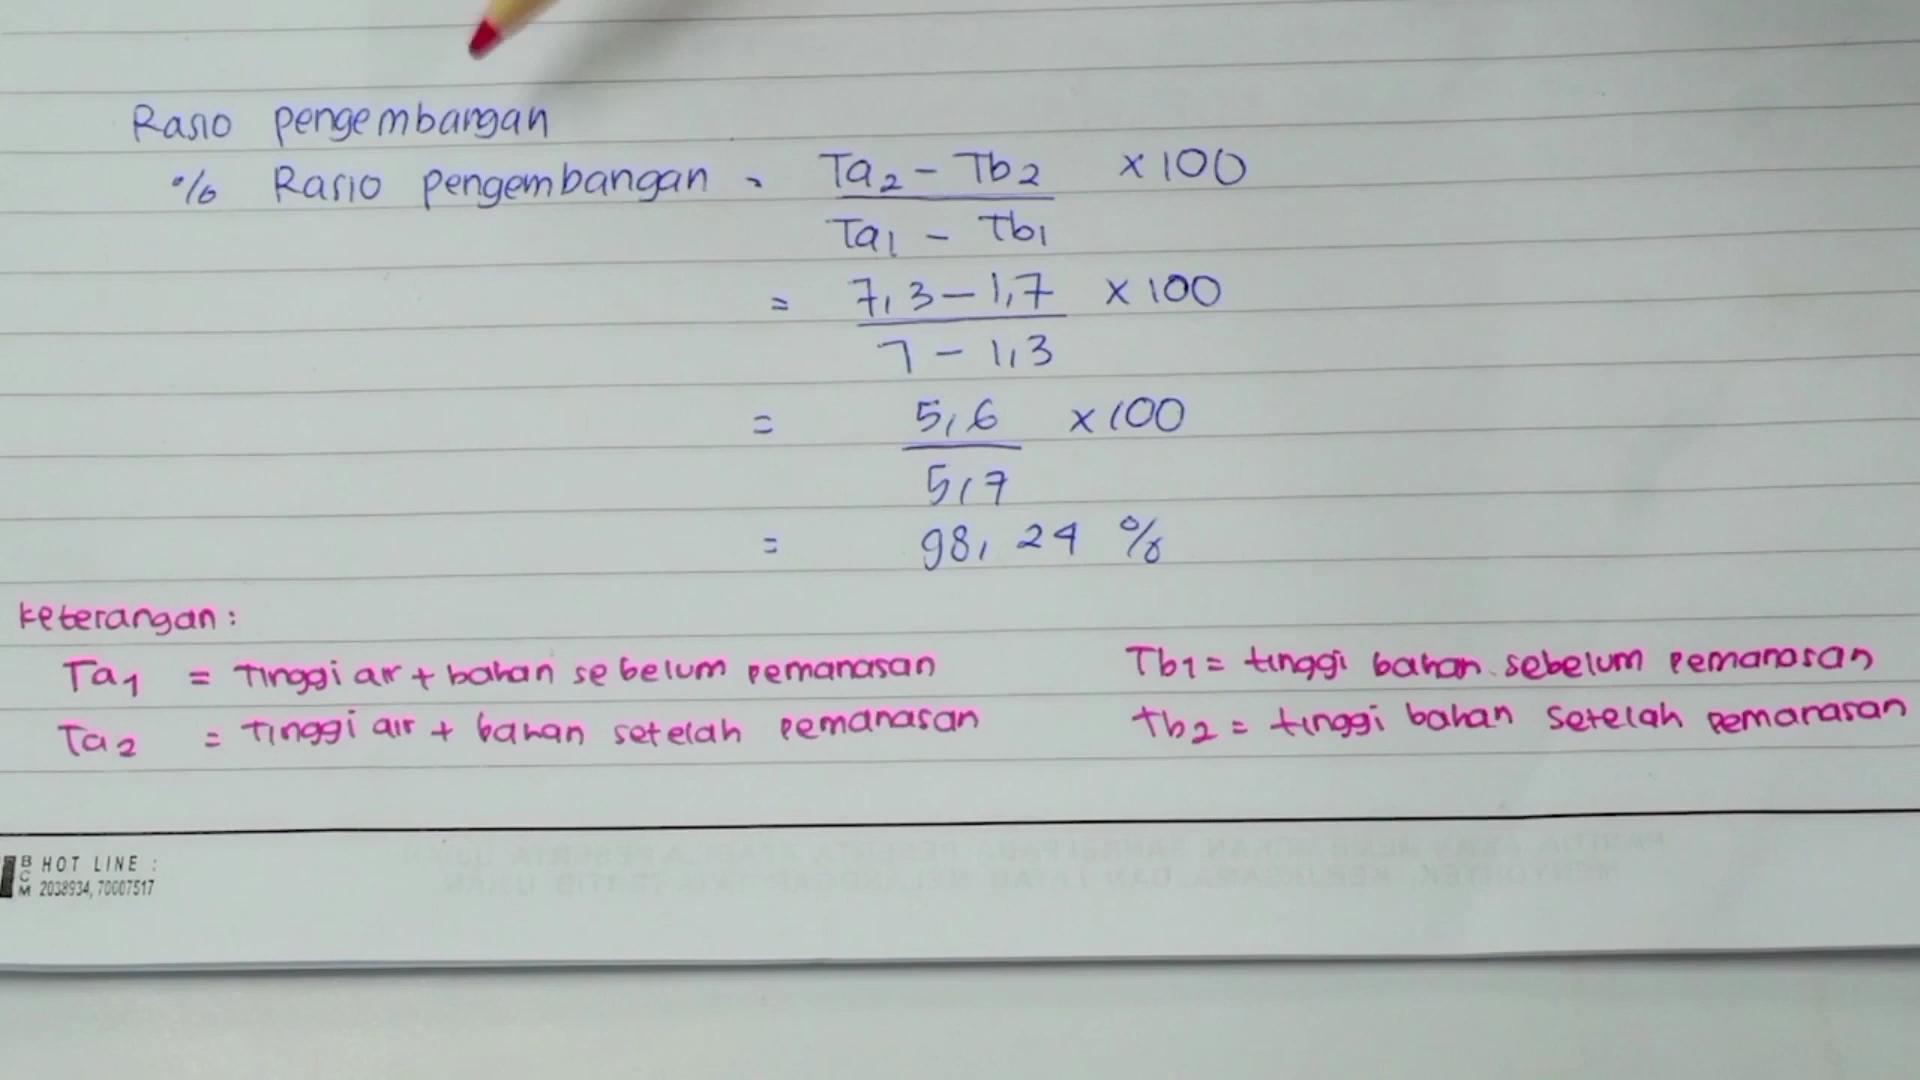 Rasio pengembangan
% Rasio pengembangan = Ta2 - Tb2 x 100
Ta1 - Tb1
= 7,3 - 1,7 x 100
7 - 1,3
= 5,6 x 100
5,7
= 98,24 %
keterangan:
Ta1 = Tinggi air + bahan sebelum pemanasan
Tb1 = tinggi bahan sebelum pemanasan
Ta2 = Tinggi air + bahan setelah pemanasan
Tb2 = tinggi bahan setelah pemanasan
BCM
HOT LINE :
2038934, 70007517